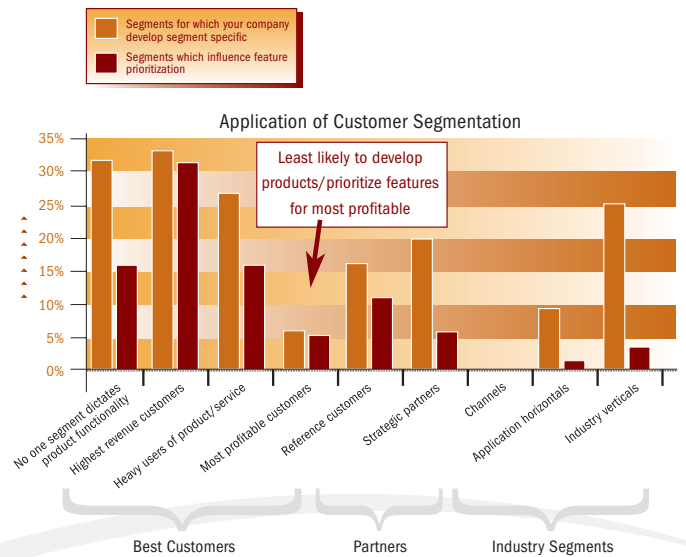 Segments for which your company
develop segment specific
Segments which influence feature
prioritization
Application of Customer Segmentation
35%
30%
25%
20%
15%
10%
5%
0%
Least likely to develop
products/prioritize features
for most profitable
No one segment dictates
product functionality
Highest revenue customers
Heavy users of product/service
Most profitable customers
Reference customers
Strategic partners
Channels
Application horizontals
Industry verticals
Best Customers
Partners
Industry Segments